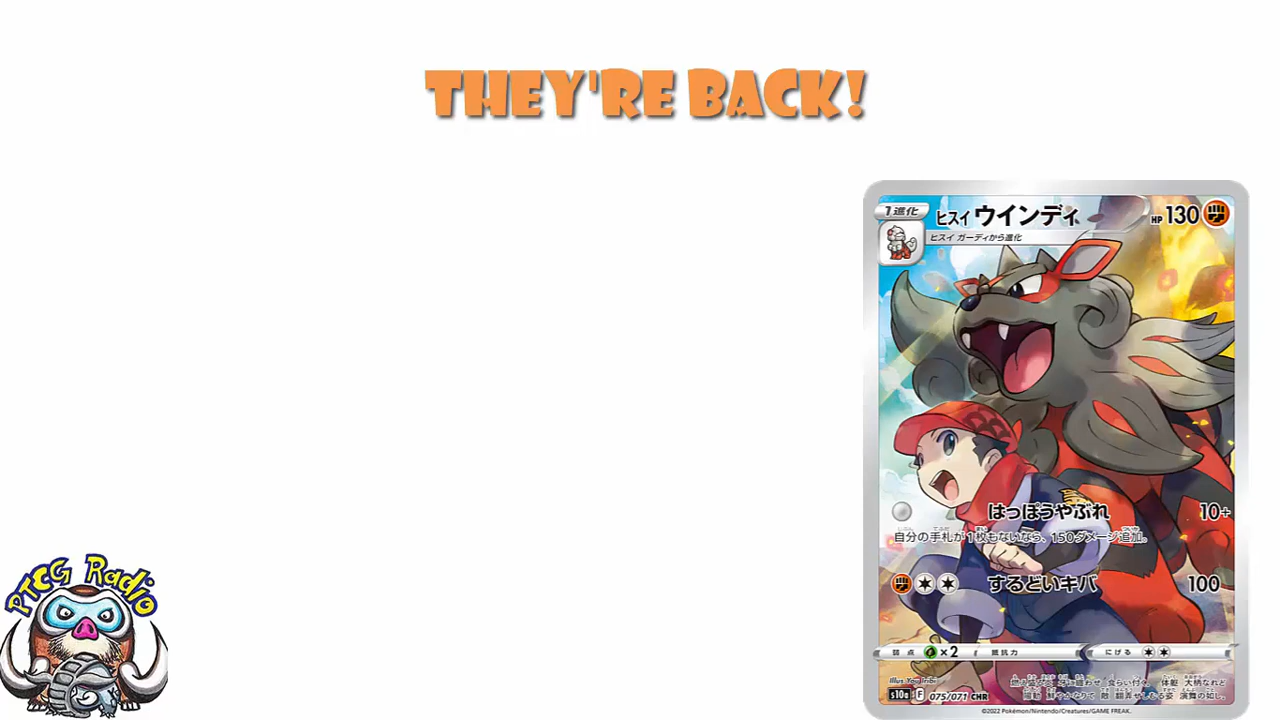 THEY'RE BACK!
1進化
ヒスイ ウインディ
HP 130
ヒスイ ガーディから進化
はっぽうやぶれ 10+
自分の手札が1枚もないなら、150ダメージ追加。
するどいキバ 100
弱点 ×2 抵抗力 にげる
s10a F 075/071 CHR
©2022 Pokémon/Nintendo/Creatures/GAME FREAK.
PTCG Radio